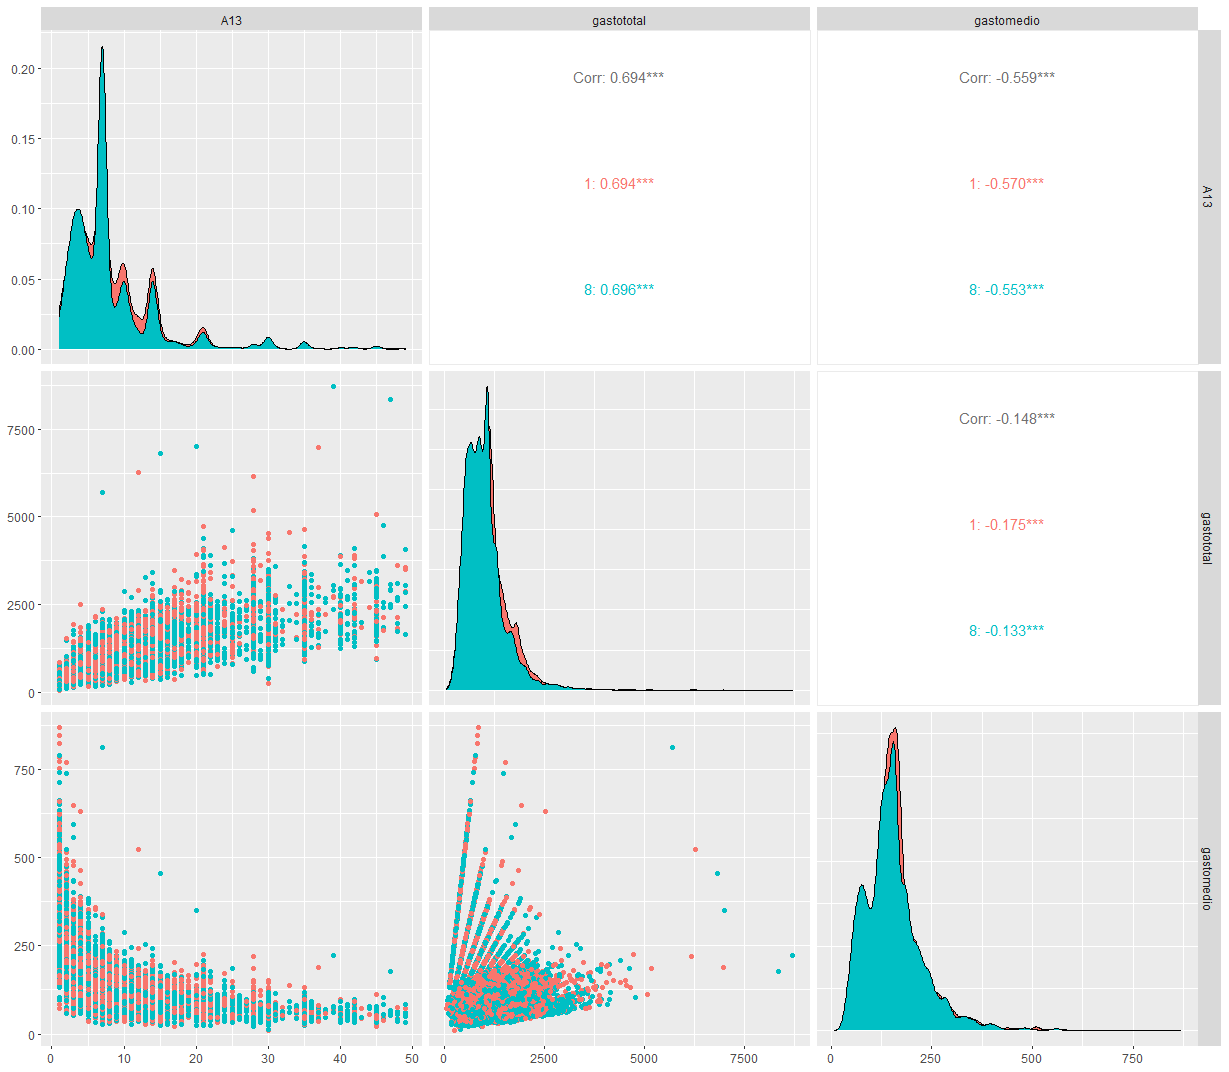 A13 gastototal gastomedio
0.20
0.15
0.10
0.05
0.00
Corr: 0.694***
1: 0.694***
8: 0.696***
Corr: -0.559***
1: -0.570***
8: -0.553***
A13
7500
5000
2500
0
Corr: -0.148***
1: -0.175***
8: -0.133***
gastototal
750
500
250
0
gastomedio
0 10 20 30 40 50
0 2500 5000 7500
0 250 500 750